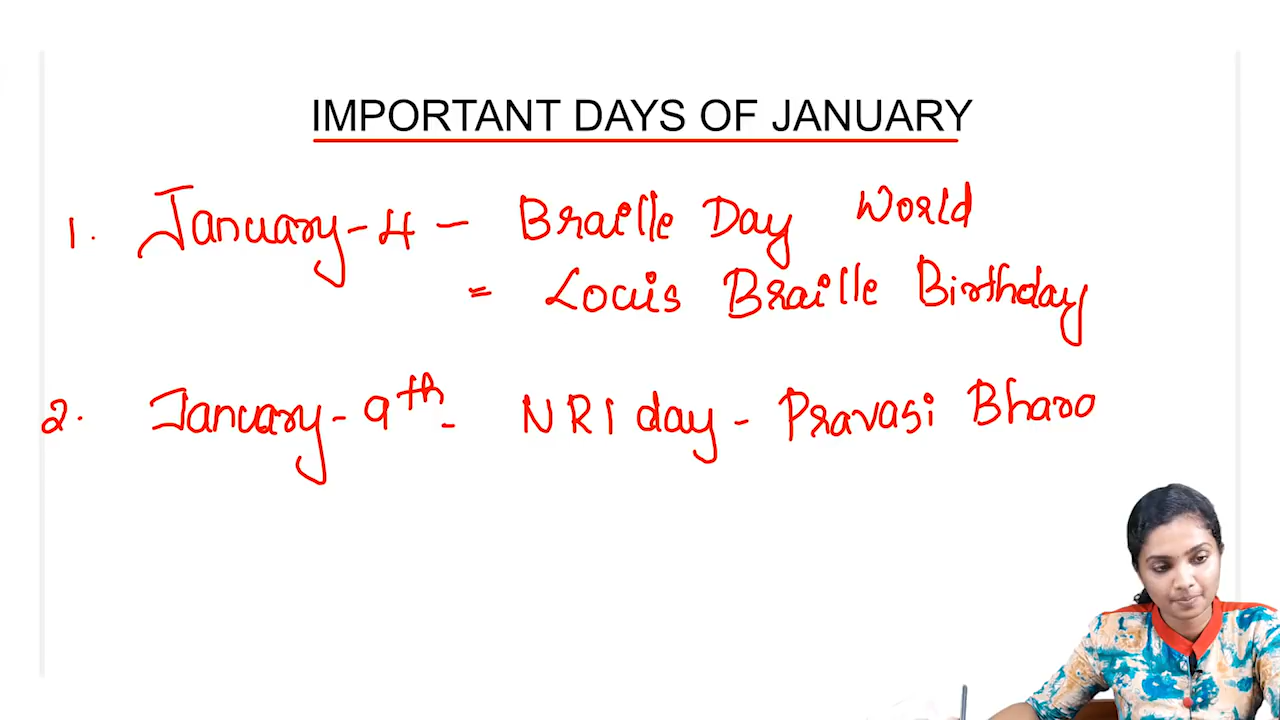 IMPORTANT DAYS OF JANUARY
1. January - 4 - Braille Day World
= Louis Braille Birthday
2. January - 9th - NRI day - Pravasi Bhara